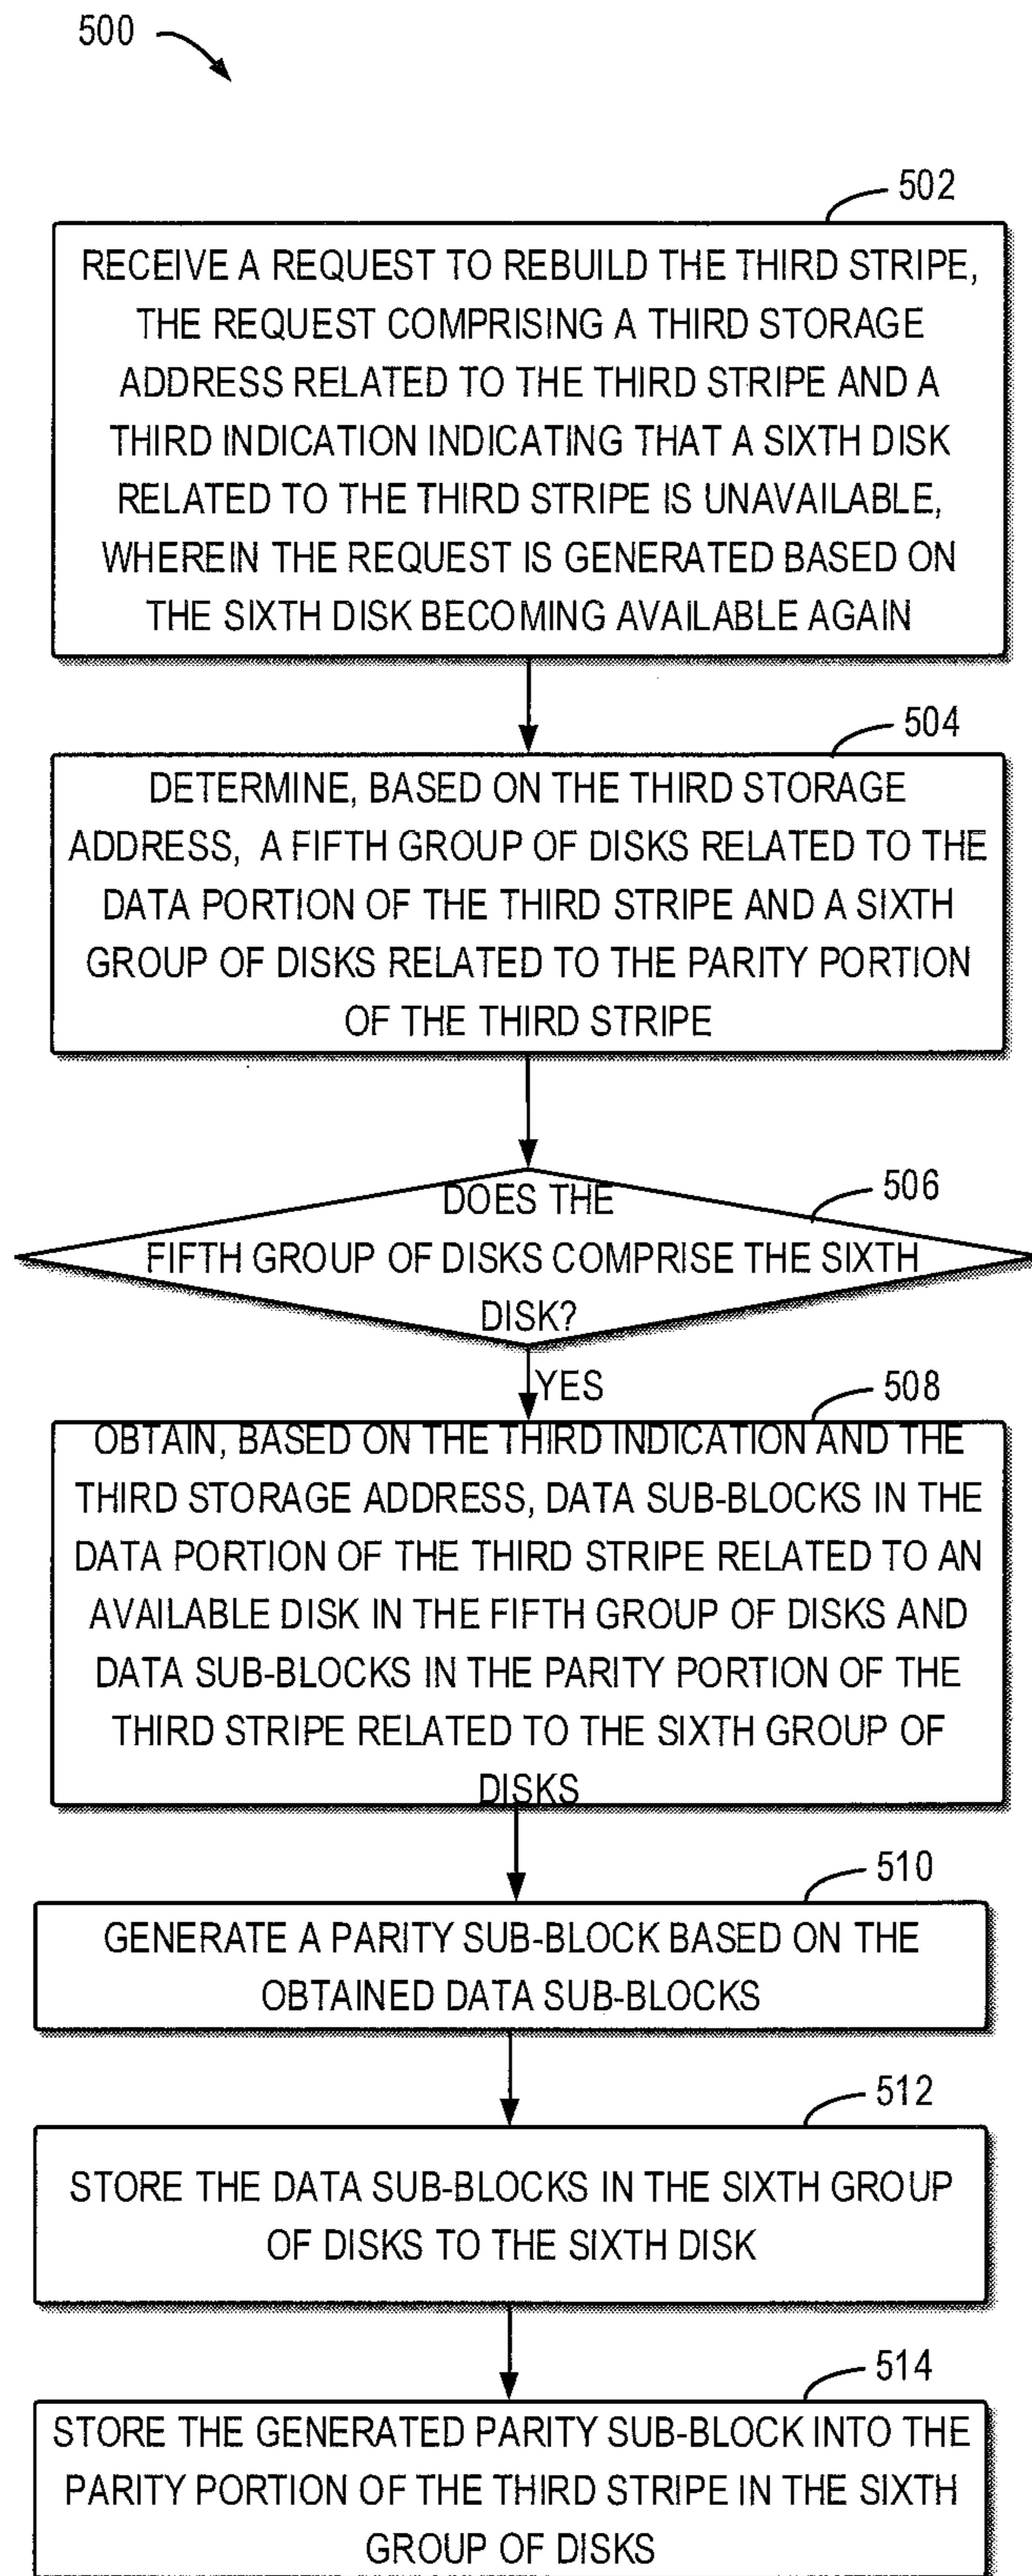 500
502
RECEIVE A REQUEST TO REBUILD THE THIRD STRIPE,
THE REQUEST COMPRISING A THIRD STORAGE
ADDRESS RELATED TO THE THIRD STRIPE AND A
THIRD INDICATION INDICATING THAT A SIXTH DISK
RELATED TO THE THIRD STRIPE IS UNAVAILABLE,
WHEREIN THE REQUEST IS GENERATED BASED ON
THE SIXTH DISK BECOMING AVAILABLE AGAIN
504
DETERMINE, BASED ON THE THIRD STORAGE
ADDRESS, A FIFTH GROUP OF DISKS RELATED TO THE
DATA PORTION OF THE THIRD STRIPE AND A SIXTH
GROUP OF DISKS RELATED TO THE PARITY PORTION
OF THE THIRD STRIPE
506
DOES THE
FIFTH GROUP OF DISKS COMPRISE THE SIXTH
DISK?
YES
508
OBTAIN, BASED ON THE THIRD INDICATION AND THE
THIRD STORAGE ADDRESS, DATA SUB-BLOCKS IN THE
DATA PORTION OF THE THIRD STRIPE RELATED TO AN
AVAILABLE DISK IN THE FIFTH GROUP OF DISKS AND
DATA SUB-BLOCKS IN THE PARITY PORTION OF THE
THIRD STRIPE RELATED TO THE SIXTH GROUP OF
DISKS
510
GENERATE A PARITY SUB-BLOCK BASED ON THE
OBTAINED DATA SUB-BLOCKS
512
STORE THE DATA SUB-BLOCKS IN THE SIXTH GROUP
OF DISKS TO THE SIXTH DISK
514
STORE THE GENERATED PARITY SUB-BLOCK INTO THE
PARITY PORTION OF THE THIRD STRIPE IN THE SIXTH
GROUP OF DISKS